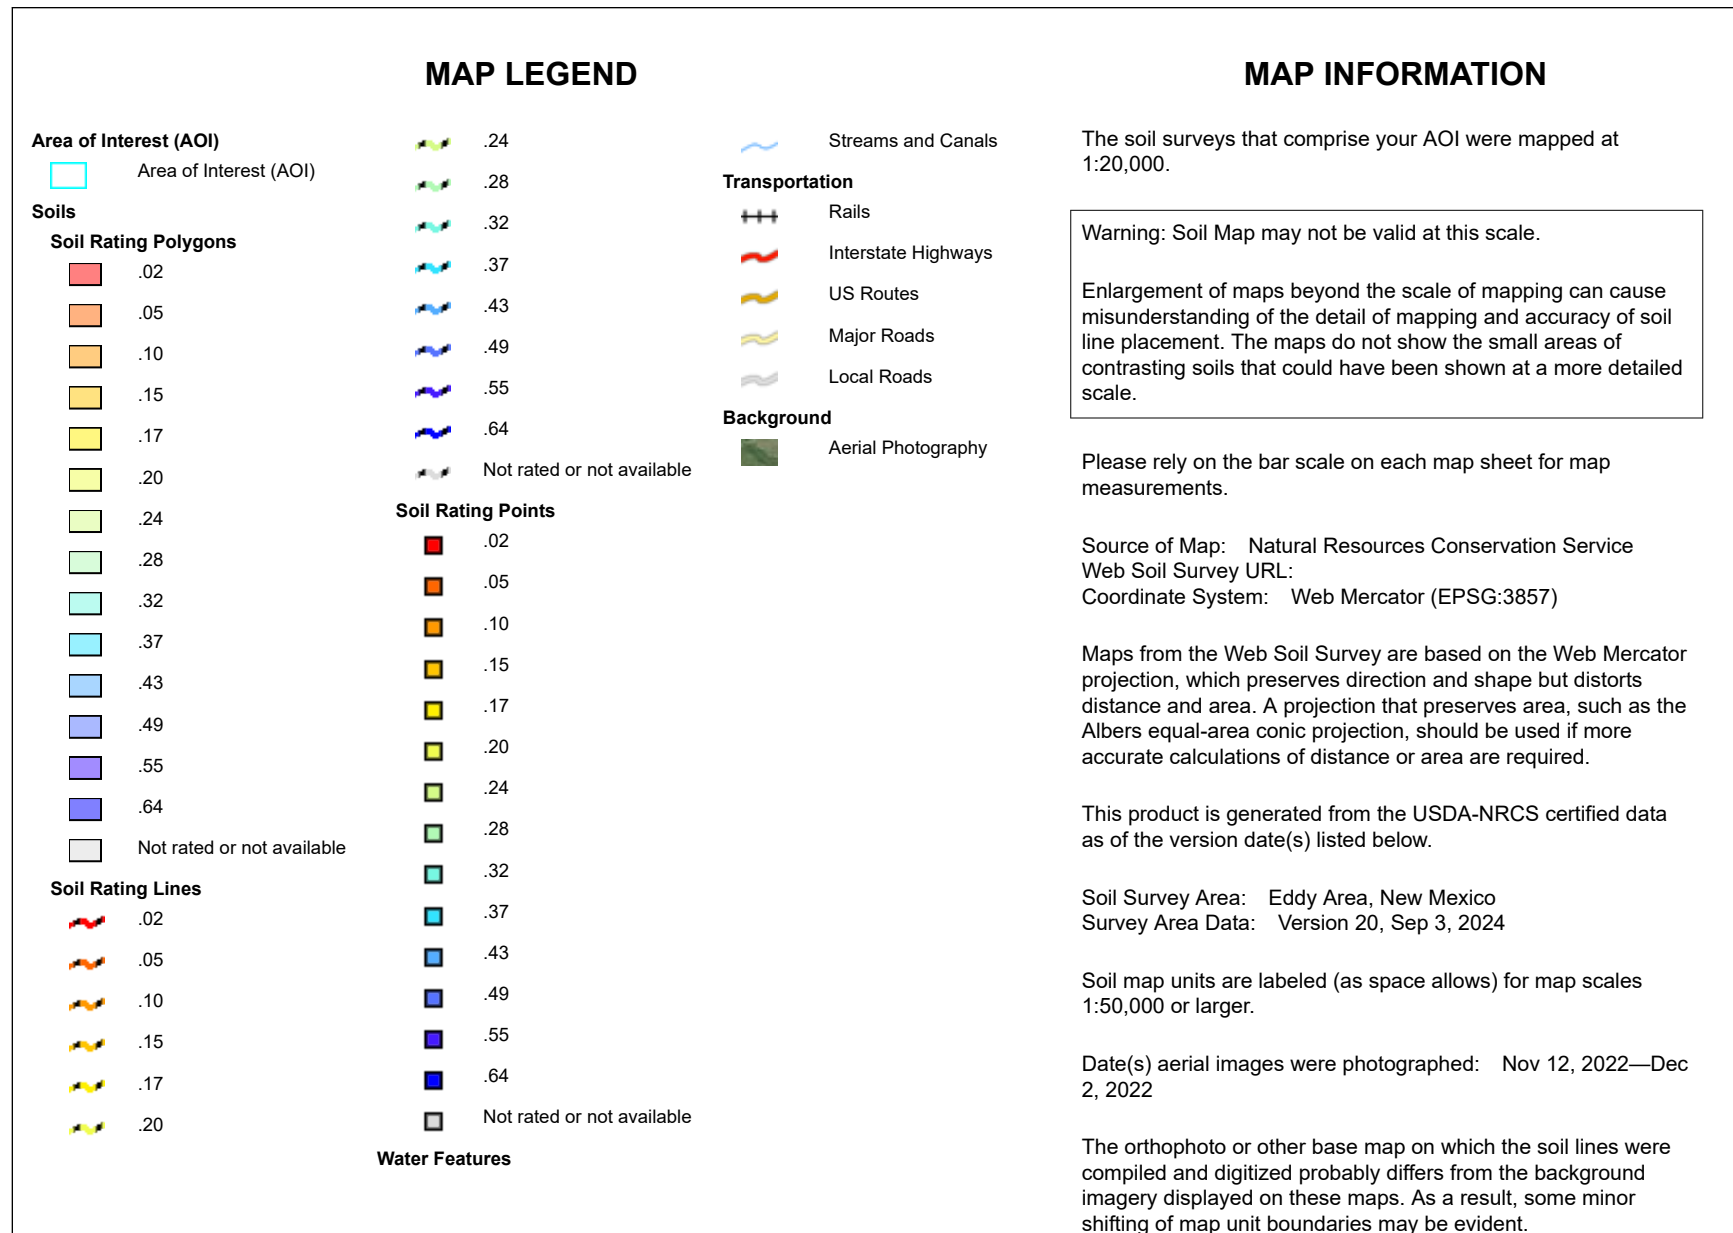 MAP LEGEND
Area of Interest (AOI)
Area of Interest (AOI)
Soils
Soil Rating Polygons
.02
.05
.10
.15
.17
.20
.24
.28
.32
.37
.43
.49
.55
.64
Not rated or not available
Soil Rating Lines
.02
.05
.10
.15
.17
.20
.24
.28
.32
.37
.43
.49
.55
.64
Not rated or not available
Soil Rating Points
.02
.05
.10
.15
.17
.20
.24
.28
.32
.37
.43
.49
.55
.64
Not rated or not available
Water Features
Streams and Canals
Transportation
Rails
Interstate Highways
US Routes
Major Roads
Local Roads
Background
Aerial Photography
MAP INFORMATION
The soil surveys that comprise your AOI were mapped at
1:20,000.
Warning: Soil Map may not be valid at this scale.
Enlargement of maps beyond the scale of mapping can cause
misunderstanding of the detail of mapping and accuracy of soil
line placement. The maps do not show the small areas of
contrasting soils that could have been shown at a more detailed
scale.
Please rely on the bar scale on each map sheet for map
measurements.
Source of Map: Natural Resources Conservation Service
Web Soil Survey URL:
Coordinate System: Web Mercator (EPSG:3857)
Maps from the Web Soil Survey are based on the Web Mercator
projection, which preserves direction and shape but distorts
distance and area. A projection that preserves area, such as the
Albers equal-area conic projection, should be used if more
accurate calculations of distance or area are required.
This product is generated from the USDA-NRCS certified data
as of the version date(s) listed below.
Soil Survey Area: Eddy Area, New Mexico
Survey Area Data: Version 20, Sep 3, 2024
Soil map units are labeled (as space allows) for map scales
1:50,000 or larger.
Date(s) aerial images were photographed: Nov 12, 2022—Dec
2, 2022
The orthophoto or other base map on which the soil lines were
compiled and digitized probably differs from the background
imagery displayed on these maps. As a result, some minor
shifting of map unit boundaries may be evident.